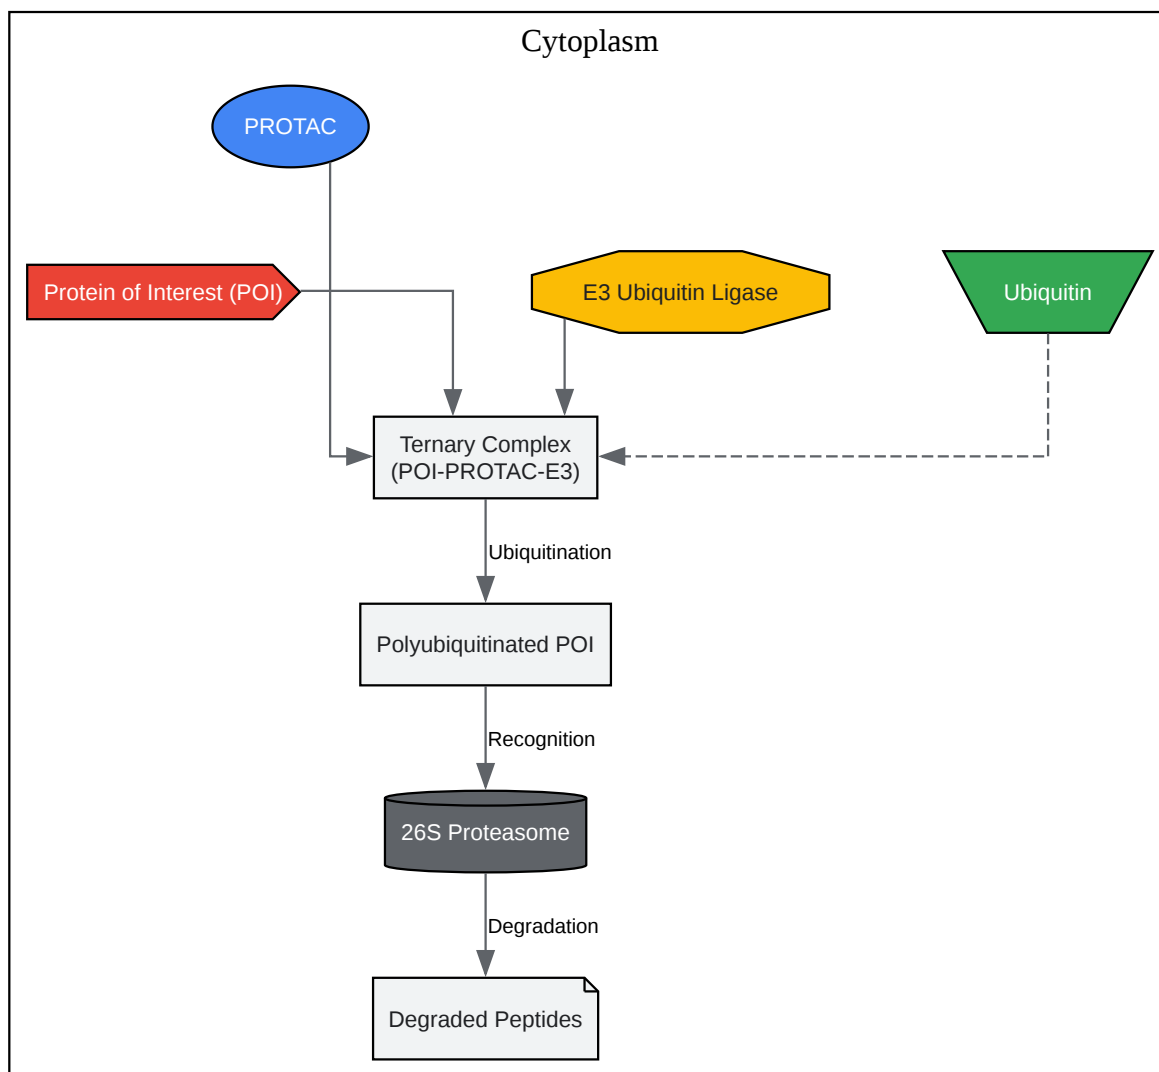 Cytoplasm
PROTAC
Protein of Interest (POI)
E3 Ubiquitin Ligase
Ubiquitin
Ternary Complex
(POI-PROTAC-E3)
Ubiquitination
Polyubiquitinated POI
Recognition
26S Proteasome
Degradation
Degraded Peptides